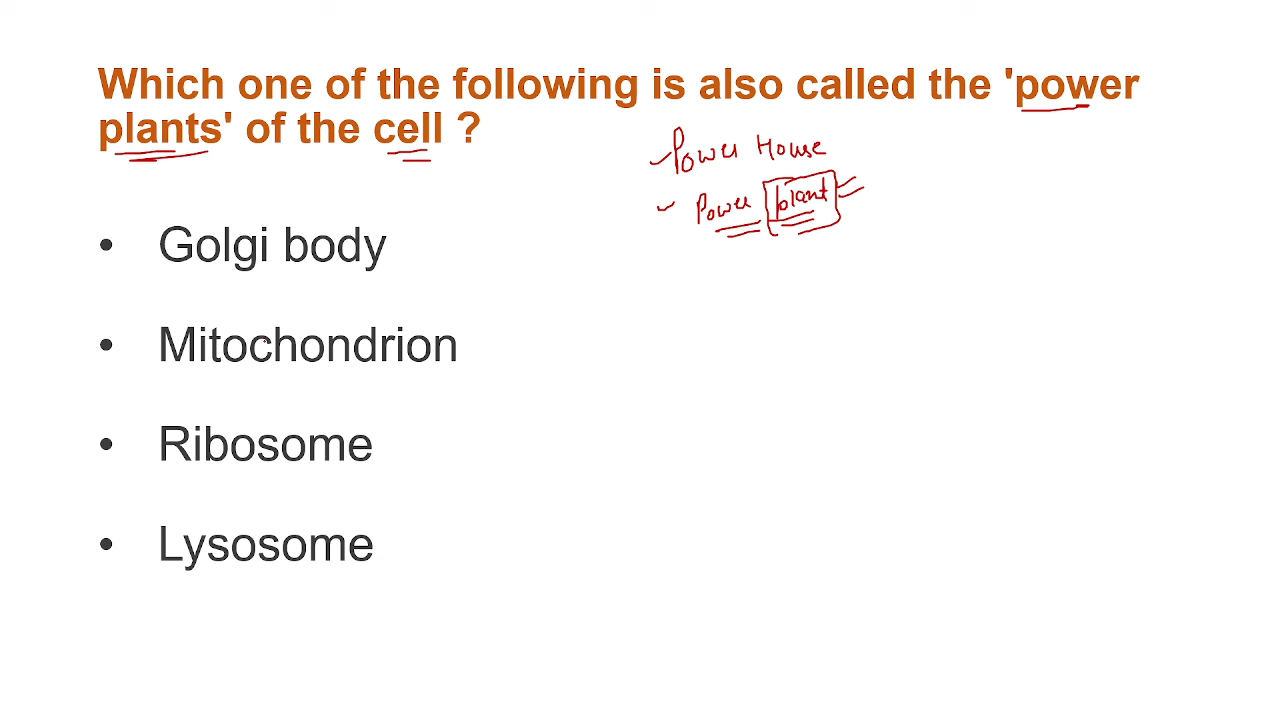 Which one of the following is also called the 'power
plants' of the cell ?
Power House
Power plant
• Golgi body
• Mitochondrion
• Ribosome
• Lysosome